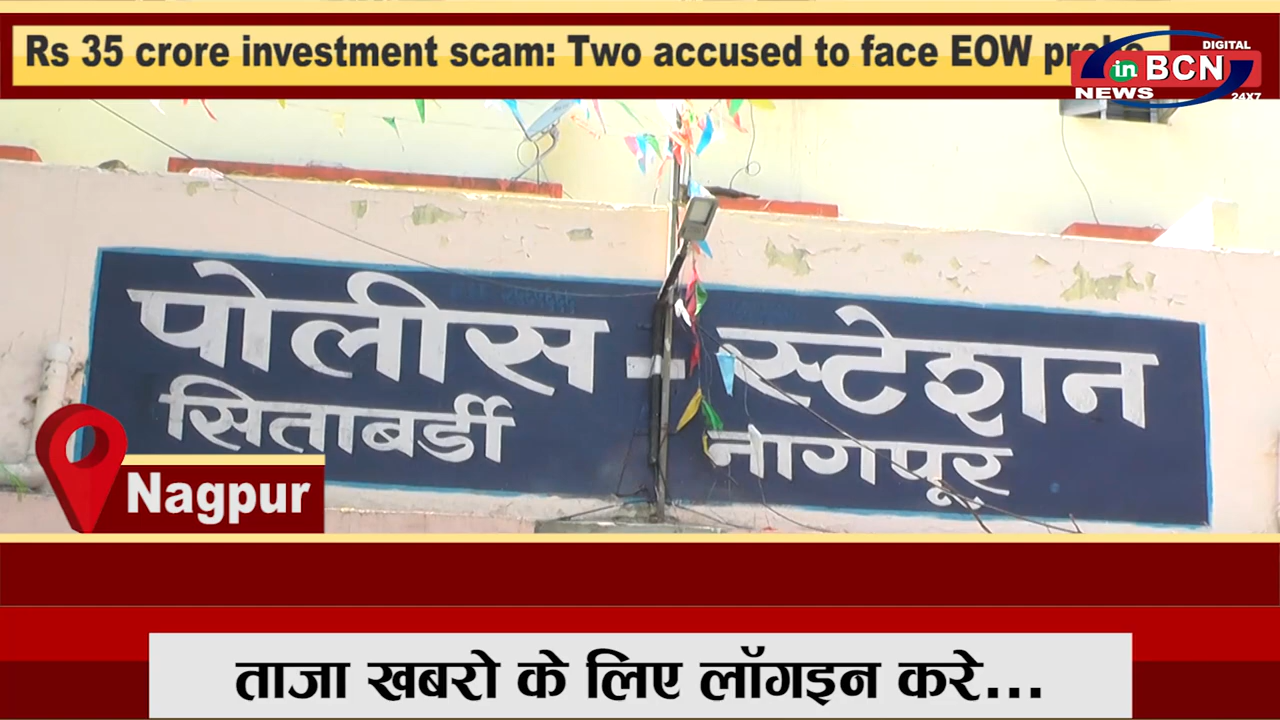 Rs 35 crore investment scam: Two accused to face EOW probe
DIGITAL
in BCN
NEWS 24X7
पोलीस - स्टेशन
सिताबर्डी नागपूर
Nagpur
ताजा खबरो के लिए लॉगइन करे...